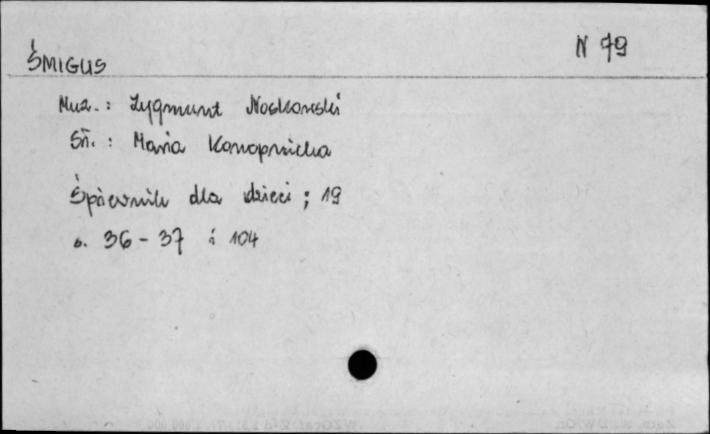 ŚMIGUS
N 79
Muz.: Zygmunt Noskowski
Sł.: Maria Konopnicka
Śpiewnik dla dzieci; 19
s. 36-37 i 104